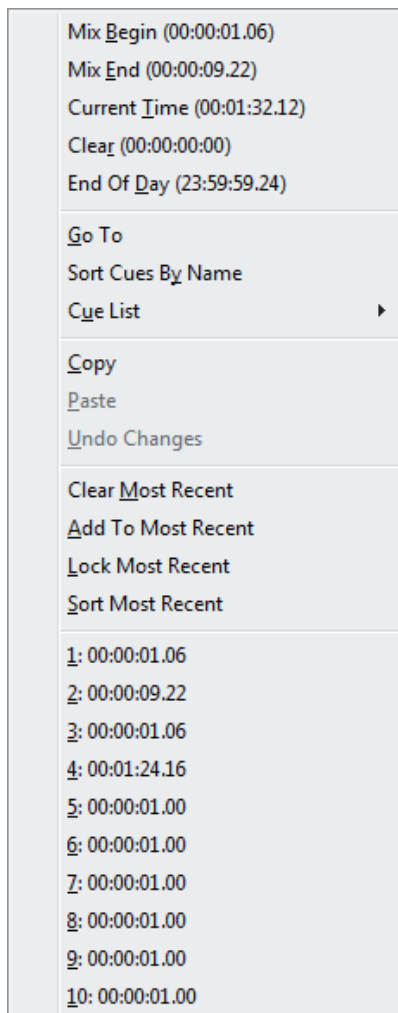 Mix Begin (00:00:01.06)
Mix End (00:00:09.22)
Current Time (00:01:32.12)
Clear (00:00:00:00)
End Of Day (23:59:59.24)
Go To
Sort Cues By Name
Cue List
Copy
Paste
Undo Changes
Clear Most Recent
Add To Most Recent
Lock Most Recent
Sort Most Recent
1: 00:00:01.06
2: 00:00:09.22
3: 00:00:01.06
4: 00:01:24.16
5: 00:00:01.00
6: 00:00:01.00
7: 00:00:01.00
8: 00:00:01.00
9: 00:00:01.00
10: 00:00:01.00